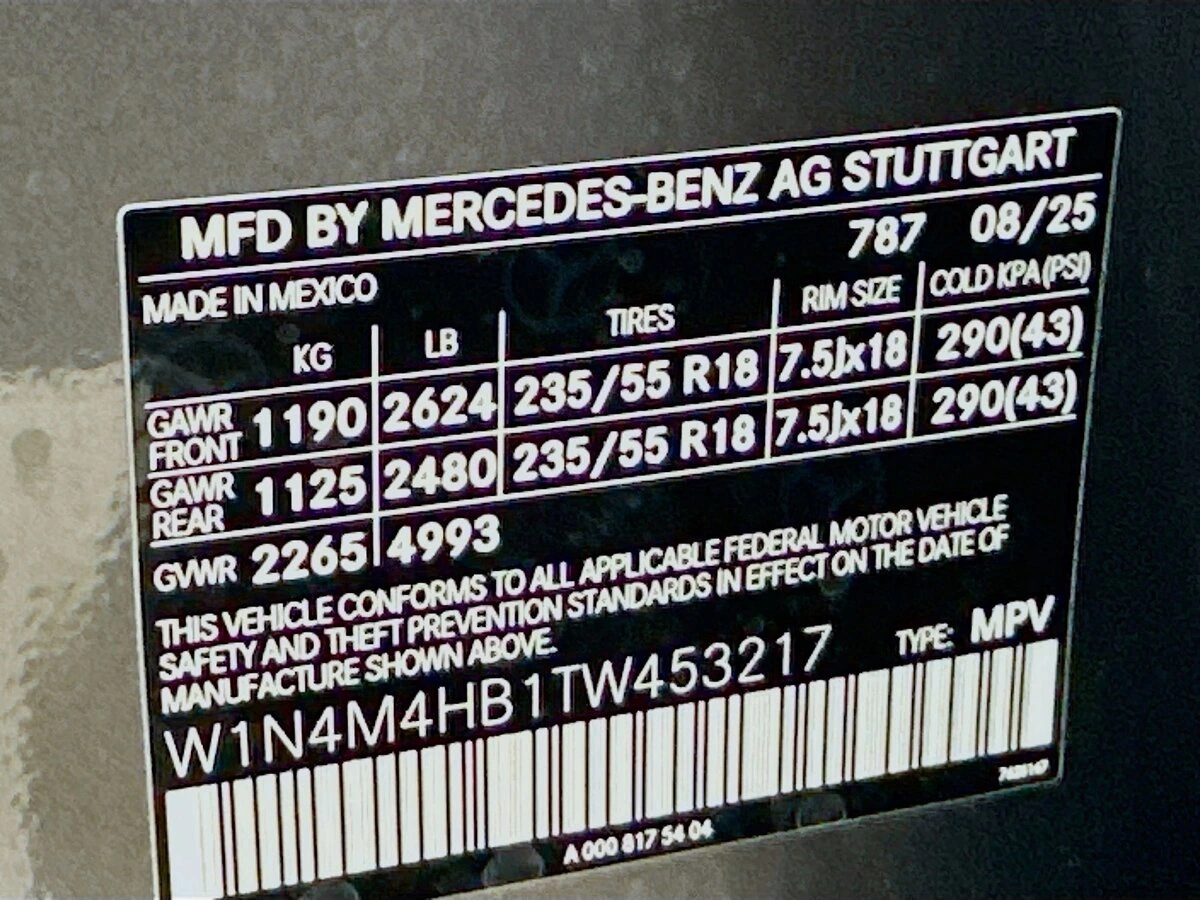 MFD BY MERCEDES-BENZ AG STUTTGART
787 08/25
MADE IN MEXICO
KG LB TIRES RIM SIZE COLD KPA (PSI)
GAWR FRONT 1190 2624 235/55 R18 7.5Jx18 290(43)
GAWR REAR 1125 2480 235/55 R18 7.5Jx18 290(43)
GVWR 2265 4993
THIS VEHICLE CONFORMS TO ALL APPLICABLE FEDERAL MOTOR VEHICLE
SAFETY AND THEFT PREVENTION STANDARDS IN EFFECT ON THE DATE OF
MANUFACTURE SHOWN ABOVE.
W1N4M4HB1TW453217 TYPE: MPV
A 000 817 54 04